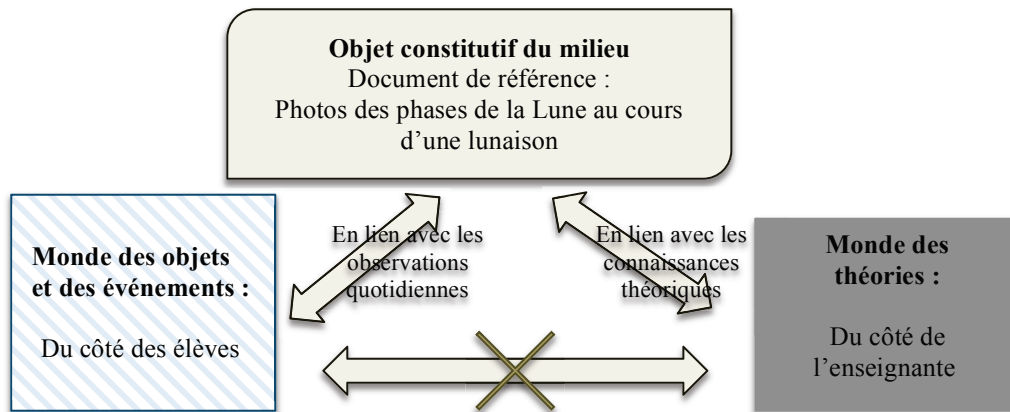 Objet constitutif du milieu
Document de référence :
Photos des phases de la Lune au cours
d’une lunaison
En lien avec les
observations
quotidiennes
En lien avec les
connaissances
théoriques
Monde des objets
et des événements :
Du côté des élèves
Monde des
théories :
Du côté de
l’enseignante